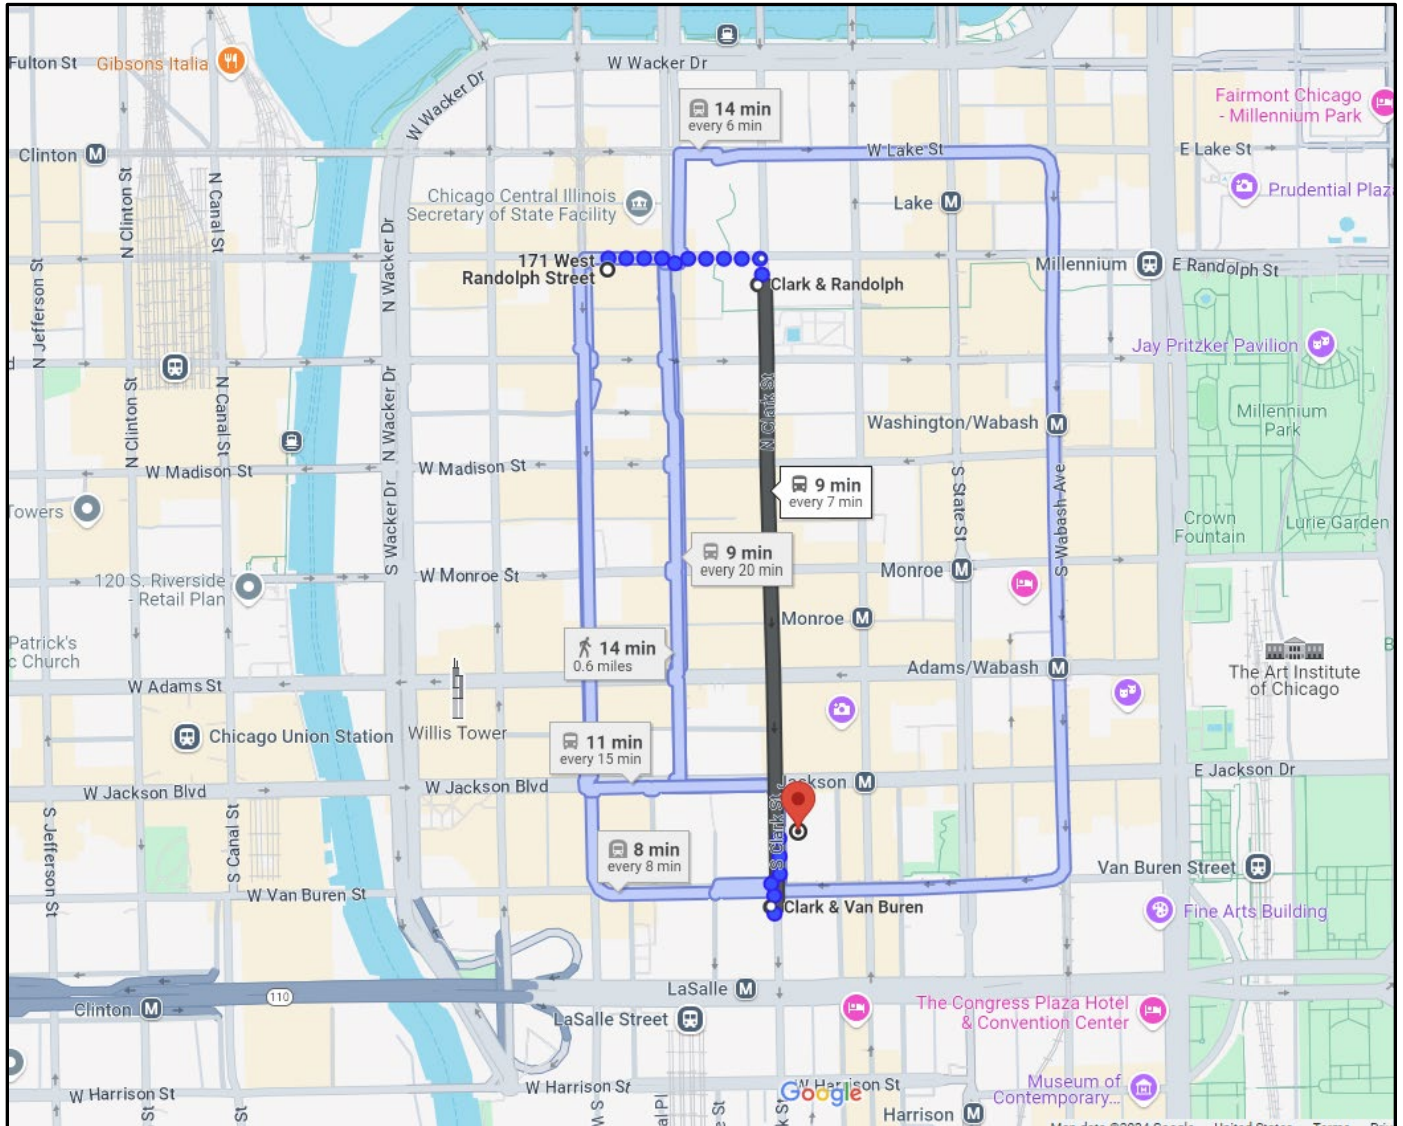 Fulton St
Gibsons Italia
W Wacker Dr
W Wacker Dr
14 min
every 6 min
Fairmont Chicago
- Millennium Park
Clinton
W Lake St
E Lake St
N Clinton St
N Canal St
Chicago Central Illinois
Secretary of State Facility
Lake
Prudential Plaz
N Wacker Dr
171 West
Randolph Street
Clark & Randolph
Millennium
E Randolph St
N Jefferson St
Jay Pritzker Pavilion
N Clinton St
N Canal St
N Wacker Dr
N Clark St
Washington/Wabash
Millennium
Park
W Madison St
W Madison St
9 min
every 7 min
S State St
S Wabash Ave
Towers
S Wacker Dr
Crown
Fountain
Lurie Garden
9 min
every 20 min
120 S. Riverside
- Retail Plan
W Monroe St
Monroe
Monroe
Patrick's
c Church
14 min
0.6 miles
Adams/Wabash
The Art Institute
of Chicago
W Adams St
Willis Tower
Chicago Union Station
11 min
every 15 min
W Jackson Blvd
W Jackson Blvd
Jackson
E Jackson Dr
S Jefferson St
S Canal St
S Clark St
8 min
every 8 min
W Van Buren St
Van Buren Street
Clark & Van Buren
Fine Arts Building
110
Clinton
LaSalle
LaSalle Street
The Congress Plaza Hotel
& Convention Center
W Harrison St
W Harrison St
W Harrison St
Google
Museum of
Contemporary...
Harrison